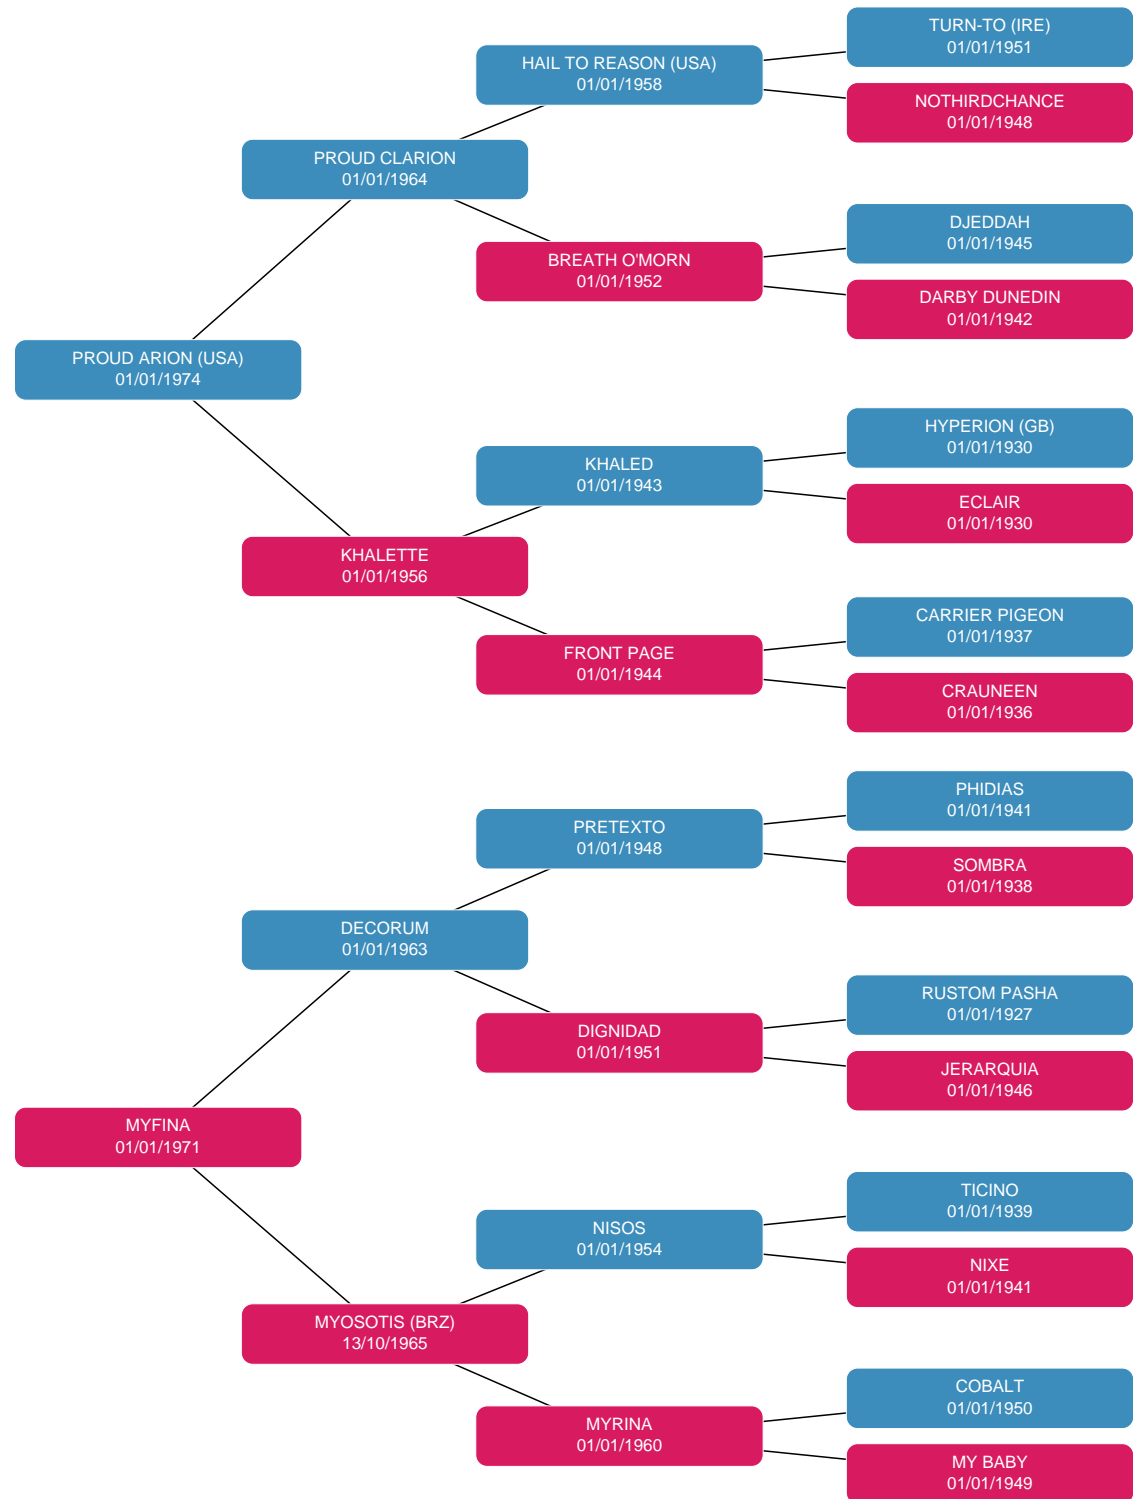 TURN-TO (IRE)
01/01/1951
HAIL TO REASON (USA)
01/01/1958
NOTHIRDCHANCE
01/01/1948
PROUD CLARION
01/01/1964
DJEDDAH
01/01/1945
BREATH O'MORN
01/01/1952
DARBY DUNEDIN
01/01/1942
PROUD ARION (USA)
01/01/1974
HYPERION (GB)
01/01/1930
KHALED
01/01/1943
ECLAIR
01/01/1930
KHALETTE
01/01/1956
CARRIER PIGEON
01/01/1937
FRONT PAGE
01/01/1944
CRAUNEEN
01/01/1936
PHIDIAS
01/01/1941
PRETEXTO
01/01/1948
SOMBRA
01/01/1938
DECORUM
01/01/1963
RUSTOM PASHA
01/01/1927
DIGNIDAD
01/01/1951
JERARQUIA
01/01/1946
MYFINA
01/01/1971
TICINO
01/01/1939
NISOS
01/01/1954
NIXE
01/01/1941
MYOSOTIS (BRZ)
13/10/1965
COBALT
01/01/1950
MYRINA
01/01/1960
MY BABY
01/01/1949